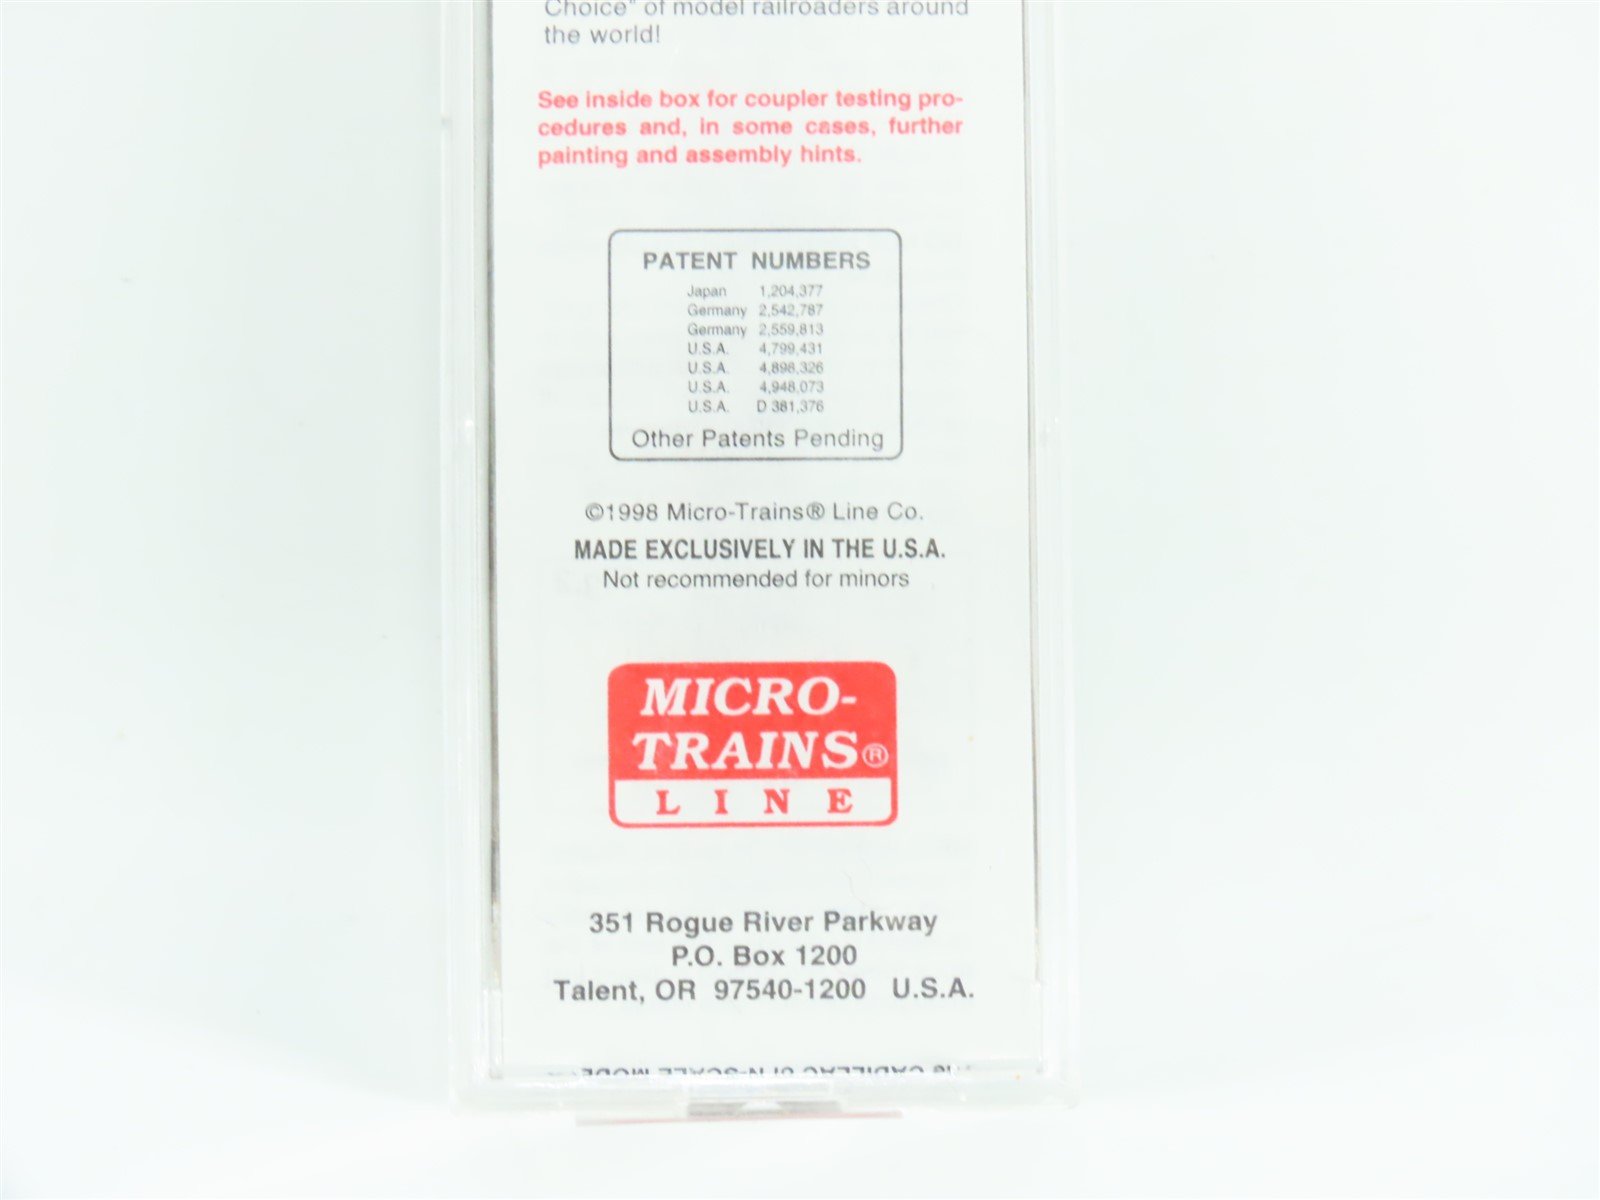 Choice" of model railroaders around
the world!
See inside box for coupler testing pro-
cedures and, in some cases, further
painting and assembly hints.
PATENT NUMBERS
Japan 1,204,377
Germany 2,542,787
Germany 2,559,813
U.S.A. 4,799,431
U.S.A. 4,898,326
U.S.A. 4,948,073
U.S.A. D 381,376
Other Patents Pending
©1998 Micro-Trains® Line Co.
MADE EXCLUSIVELY IN THE U.S.A.
Not recommended for minors
MICRO-
TRAINS®
LINE
351 Rogue River Parkway
P.O. Box 1200
Talent, OR 97540-1200 U.S.A.
CADILLAC OF N-SCALE